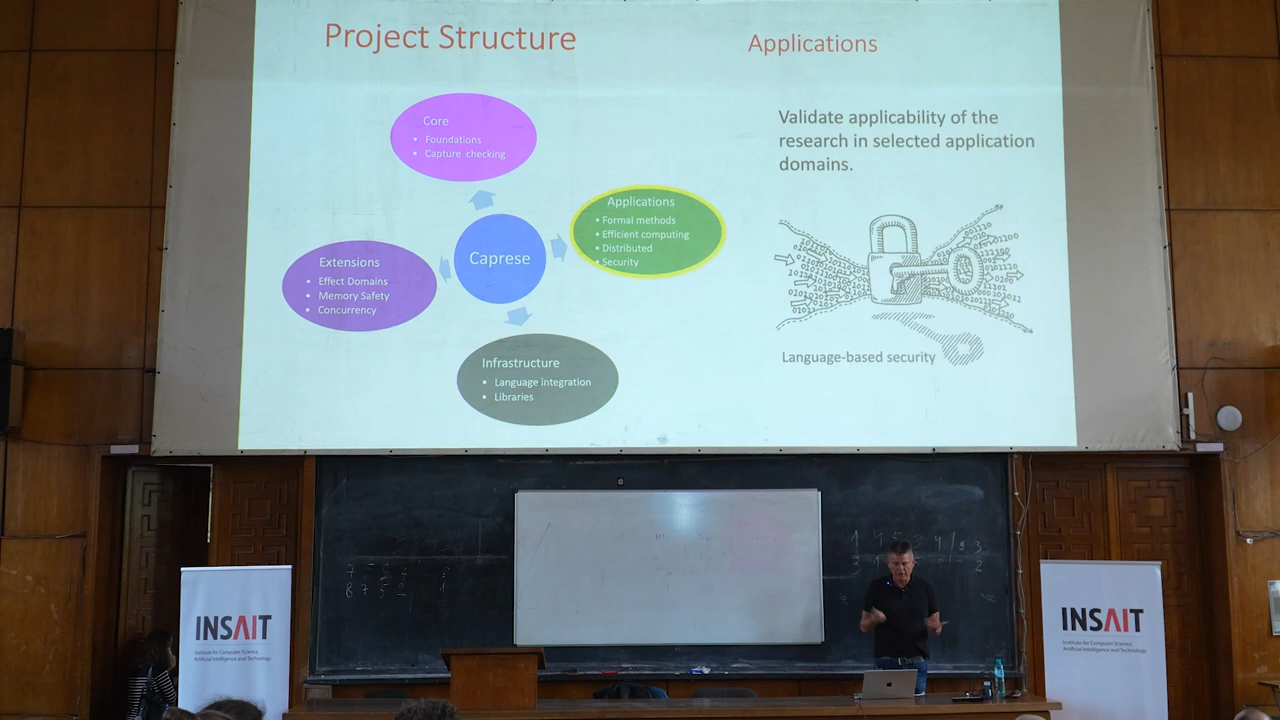 Project Structure
Applications
Core
• Foundations
• Capture checking
Applications
• Formal methods
• Efficient computing
• Distributed
• Security
Caprese
Extensions
• Effect Domains
• Memory Safety
• Concurrency
Infrastructure
• Language integration
• Libraries
Validate applicability of the
research in selected application
domains.
Language-based security
INSAIT
Institute for Computer Science,
Artificial Intelligence and Technology
INSAIT
Institute for Computer Science,
Artificial Intelligence and Technology